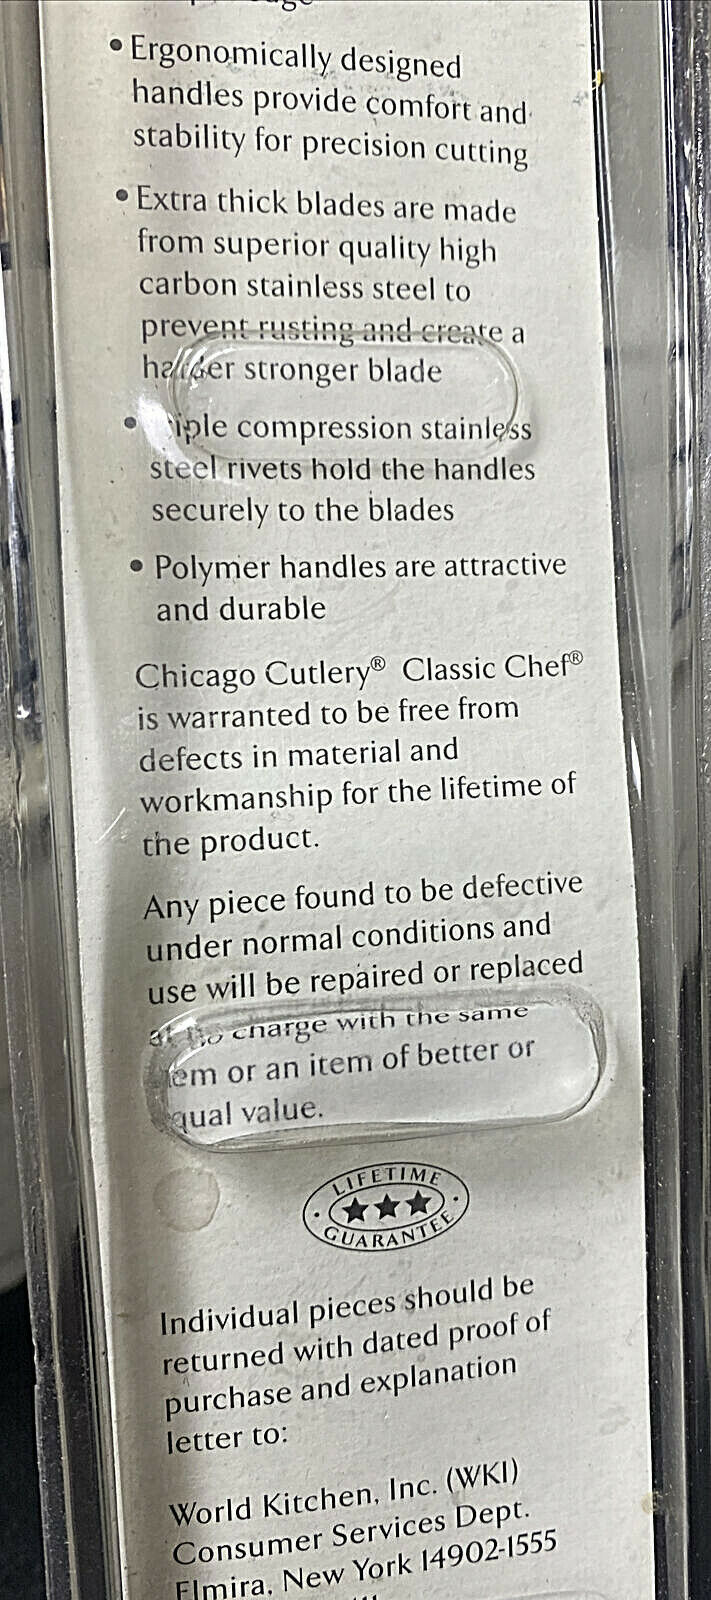 • Ergonomically designed
handles provide comfort and
stability for precision cutting
• Extra thick blades are made
from superior quality high
carbon stainless steel to
prevent rusting and create a
harder stronger blade
• Triple compression stainless
steel rivets hold the handles
securely to the blades
• Polymer handles are attractive
and durable
Chicago Cutlery® Classic Chef®
is warranted to be free from
defects in material and
workmanship for the lifetime of
the product.
Any piece found to be defective
under normal conditions and
use will be repaired or replaced
at no charge with the same
item or an item of better or
equal value.
LIFETIME
GUARANTEE
Individual pieces should be
returned with dated proof of
purchase and explanation
letter to:
World Kitchen, Inc. (WKI)
Consumer Services Dept.
Elmira, New York 14902-1555